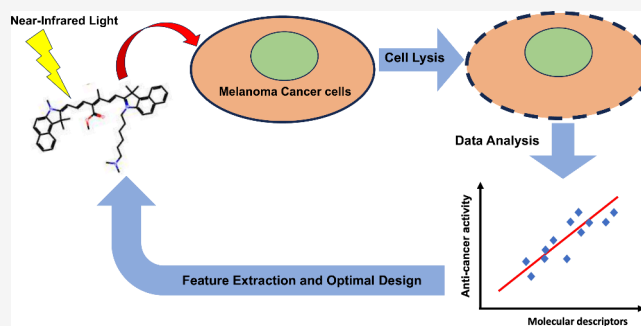 Near-Infrared Light
Melanoma Cancer cells
Cell Lysis
Data Analysis
Feature Extraction and Optimal Design
Anti-cancer activity
Molecular descriptors